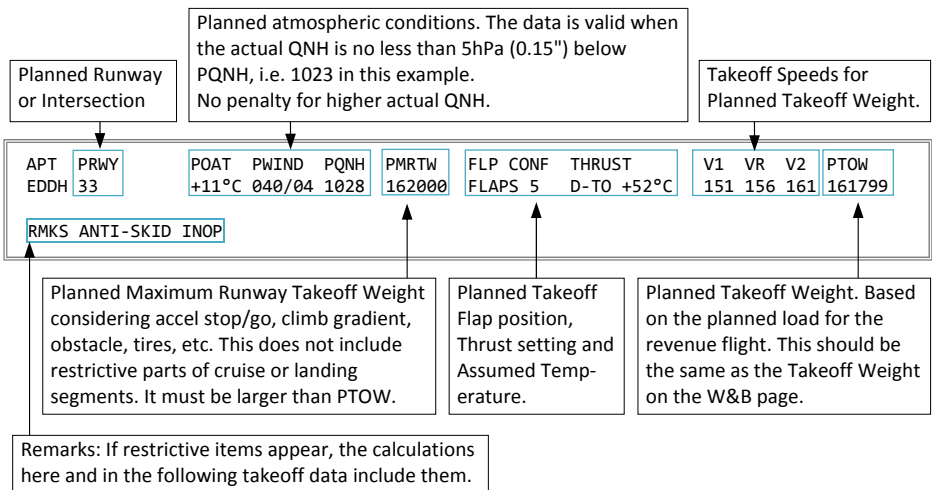 Planned atmospheric conditions. The data is valid when
the actual QNH is no less than 5hPa (0.15") below
PQNH, i.e. 1023 in this example.
No penalty for higher actual QNH.
Planned Runway
or Intersection
Takeoff Speeds for
Planned Takeoff Weight.
APT PRWY POAT PWIND PQNH PMRTW FLP CONF THRUST V1 VR V2 PTOW
EDDH 33 +11°C 040/04 1028 162000 FLAPS 5 D-TO +52°C 151 156 161 161799
RMKS ANTI-SKID INOP
Planned Maximum Runway Takeoff Weight
considering accel stop/go, climb gradient,
obstacle, tires, etc. This does not include
restrictive parts of cruise or landing
segments. It must be larger than PTOW.
Planned Takeoff
Flap position,
Thrust setting and
Assumed Temp-
erature.
Planned Takeoff Weight. Based
on the planned load for the
revenue flight. This should be
the same as the Takeoff Weight
on the W&B page.
Remarks: If restrictive items appear, the calculations
here and in the following takeoff data include them.